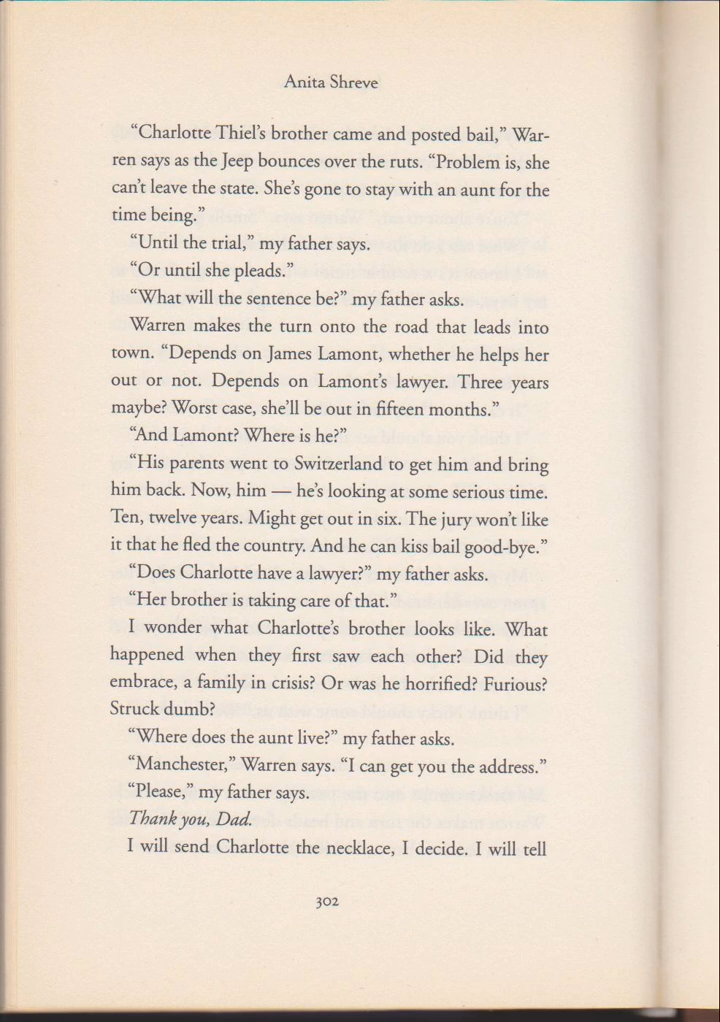 Anita Shreve
“Charlotte Thiel’s brother came and posted bail,” War-
ren says as the Jeep bounces over the ruts. “Problem is, she
can’t leave the state. She’s gone to stay with an aunt for the
time being.”
“Until the trial,” my father says.
“Or until she pleads.”
“What will the sentence be?” my father asks.
Warren makes the turn onto the road that leads into
town. “Depends on James Lamont, whether he helps her
out or not. Depends on Lamont’s lawyer. Three years
maybe? Worst case, she’ll be out in fifteen months.”
“And Lamont? Where is he?”
“His parents went to Switzerland to get him and bring
him back. Now, him — he’s looking at some serious time.
Ten, twelve years. Might get out in six. The jury won’t like
it that he fled the country. And he can kiss bail good-bye.”
“Does Charlotte have a lawyer?” my father asks.
“Her brother is taking care of that.”
I wonder what Charlotte’s brother looks like. What
happened when they first saw each other? Did they
embrace, a family in crisis? Or was he horrified? Furious?
Struck dumb?
“Where does the aunt live?” my father asks.
“Manchester,” Warren says. “I can get you the address.”
“Please,” my father says.
Thank you, Dad.
I will send Charlotte the necklace, I decide. I will tell
302